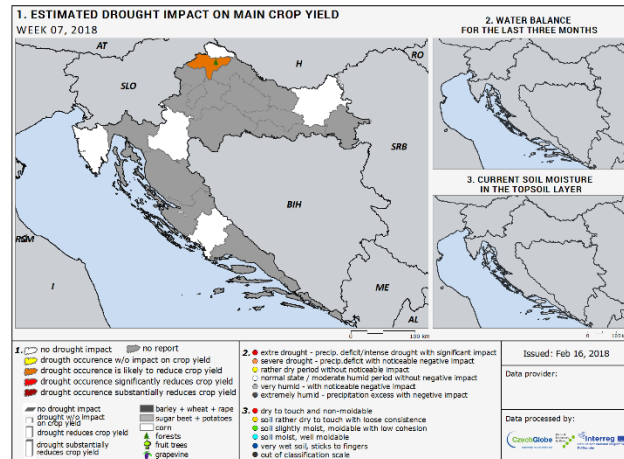 1. ESTIMATED DROUGHT IMPACT ON MAIN CROP YIELD
WEEK 07, 2018
2. WATER BALANCE
FOR THE LAST THREE MONTHS
AT
H
RO
SLO
SRB
BIH
RSM
I
ME
AL
0
100 km
3. CURRENT SOIL MOISTURE
IN THE TOPSOIL LAYER
0
100 km
1. no drought impact
no report
drough occurence w/o impact on crop yield
drought occurence is likely to reduce crop yield
drought occurence significantly reduces crop yield
drought occurence substantially reduces crop yield
no drought impact
drought w/o impact
on crop yield
drought reduces crop yield
drought substantially
reduces crop yield
barley + wheat + rape
sugar beet + potatoes
corn
forests
fruit trees
grapevine
2. extre drought - precip. deficit/intense drought with significant impact
severe drought - precip.deficit with noticeable negative impact
rather dry period without noticeable impact
normal state / moderate humid period without negative impact
very humid - with noticeable negative impact
extremely humid - precipitation excess with negetive impact
3. dry to touch and non-moldable
soil rather dry to touch with loose consistence
soil slightly moist, moldable with low cohesion
soil moist, well moldable
very wet soil, sticks to fingers
out of classification scale
Issued: Feb 16, 2018
Data provider:
Data processed by:
CzechGlobe
Interreg